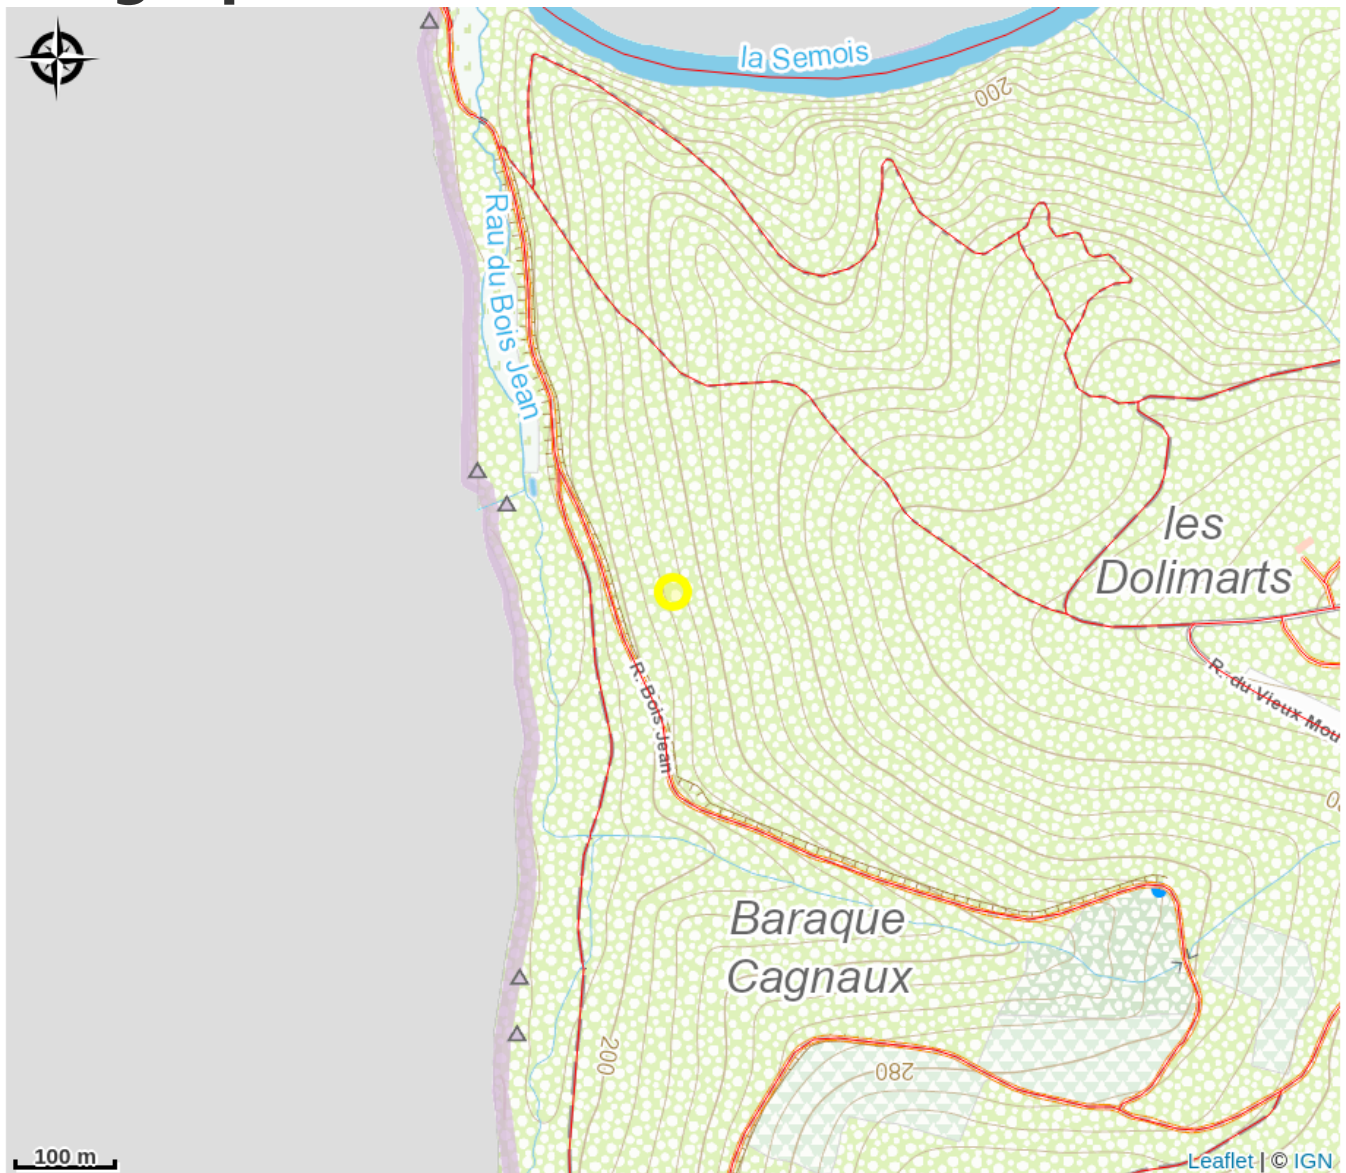 la Semois
200
Rau du Bois Jean
les
Dolimarts
R. Bois Jean
R. du Vieux Mou
Baraque
Cagnaux
200
280
100 m
Leaflet | © IGN